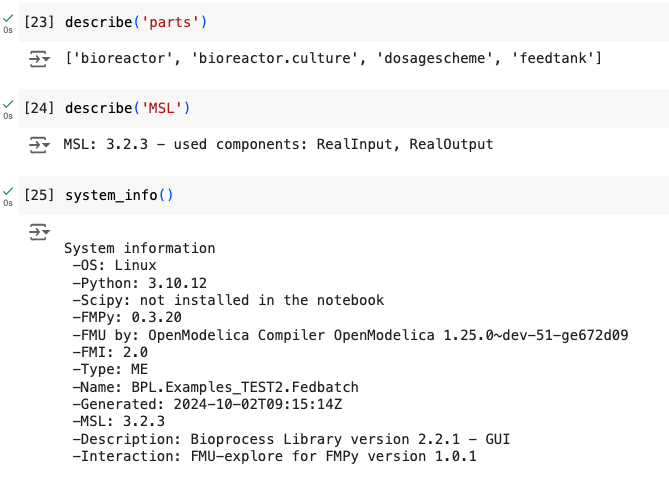 [23] describe('parts')
0s
['bioreactor', 'bioreactor.culture', 'dosagescheme', 'feedtank']
[24] describe('MSL')
0s
MSL: 3.2.3 – used components: RealInput, RealOutput
[25] system_info()
0s
System information
-OS: Linux
-Python: 3.10.12
-Scipy: not installed in the notebook
-FMPy: 0.3.20
-FMU by: OpenModelica Compiler OpenModelica 1.25.0~dev-51-ge672d09
-FMI: 2.0
-Type: ME
-Name: BPL.Examples_TEST2.Fedbatch
-Generated: 2024-10-02T09:15:14Z
-MSL: 3.2.3
-Description: Bioprocess Library version 2.2.1 - GUI
-Interaction: FMU-explore for FMPy version 1.0.1